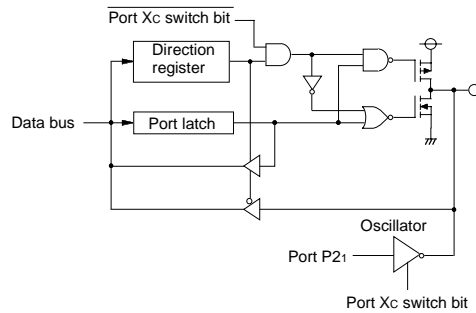 Port XC switch bit
Direction
register
Data bus
Port latch
Oscillator
Port P21
Port XC switch bit